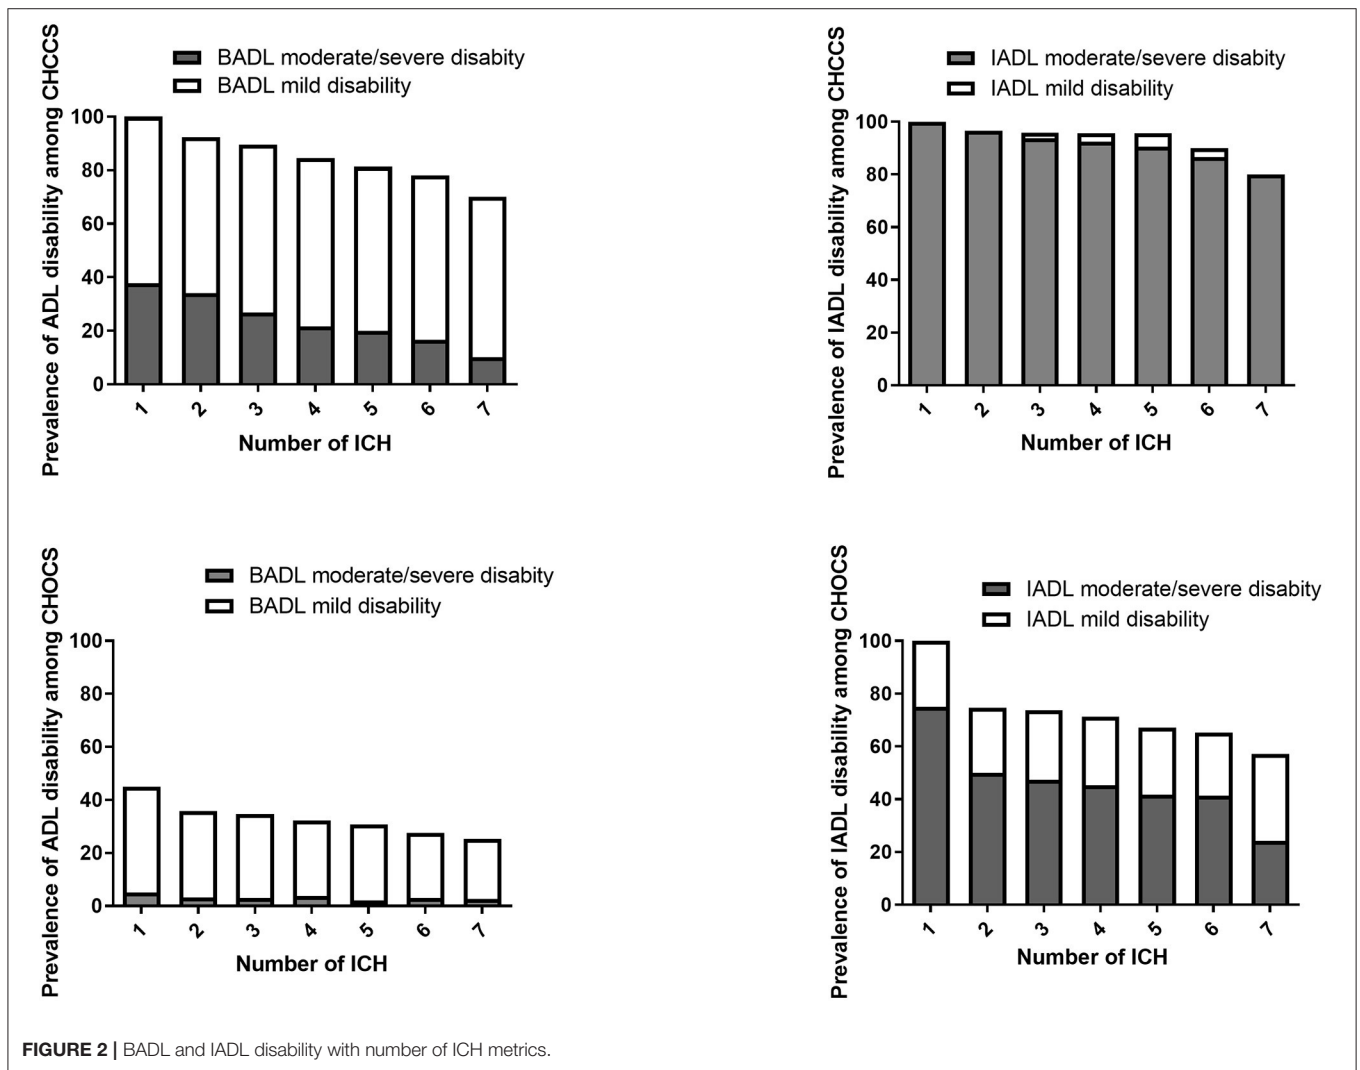 Prevalence of ADL disability among CHCCS
BADL moderate/severe disabity
BADL mild disability
100
80
60
40
20
0
1 2 3 4 5 6 7
Number of ICH
Prevalence of IADL disability among CHCCS
IADL moderate/severe disabity
IADL mild disability
100
80
60
40
20
0
1 2 3 4 5 6 7
Number of ICH
Prevalence of ADL disability among CHOCS
BADL moderate/severe disabity
BADL mild disability
100
80
60
40
20
0
1 2 3 4 5 6 7
Number of ICH
Prevalence of IADL disability among CHOCS
IADL moderate/severe disabity
IADL mild disability
100
80
60
40
20
0
1 2 3 4 5 6 7
Number of ICH
FIGURE 2 | BADL and IADL disability with number of ICH metrics.